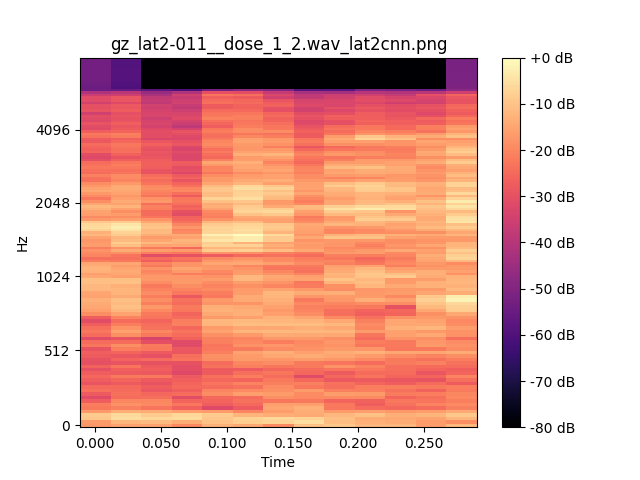 gz_lat2-011__dose_1_2.wav_lat2cnn.png
+0 dB
-10 dB
-20 dB
-30 dB
-40 dB
-50 dB
-60 dB
-70 dB
-80 dB
4096
2048
1024
512
0
Hz
0.000 0.050 0.100 0.150 0.200 0.250
Time